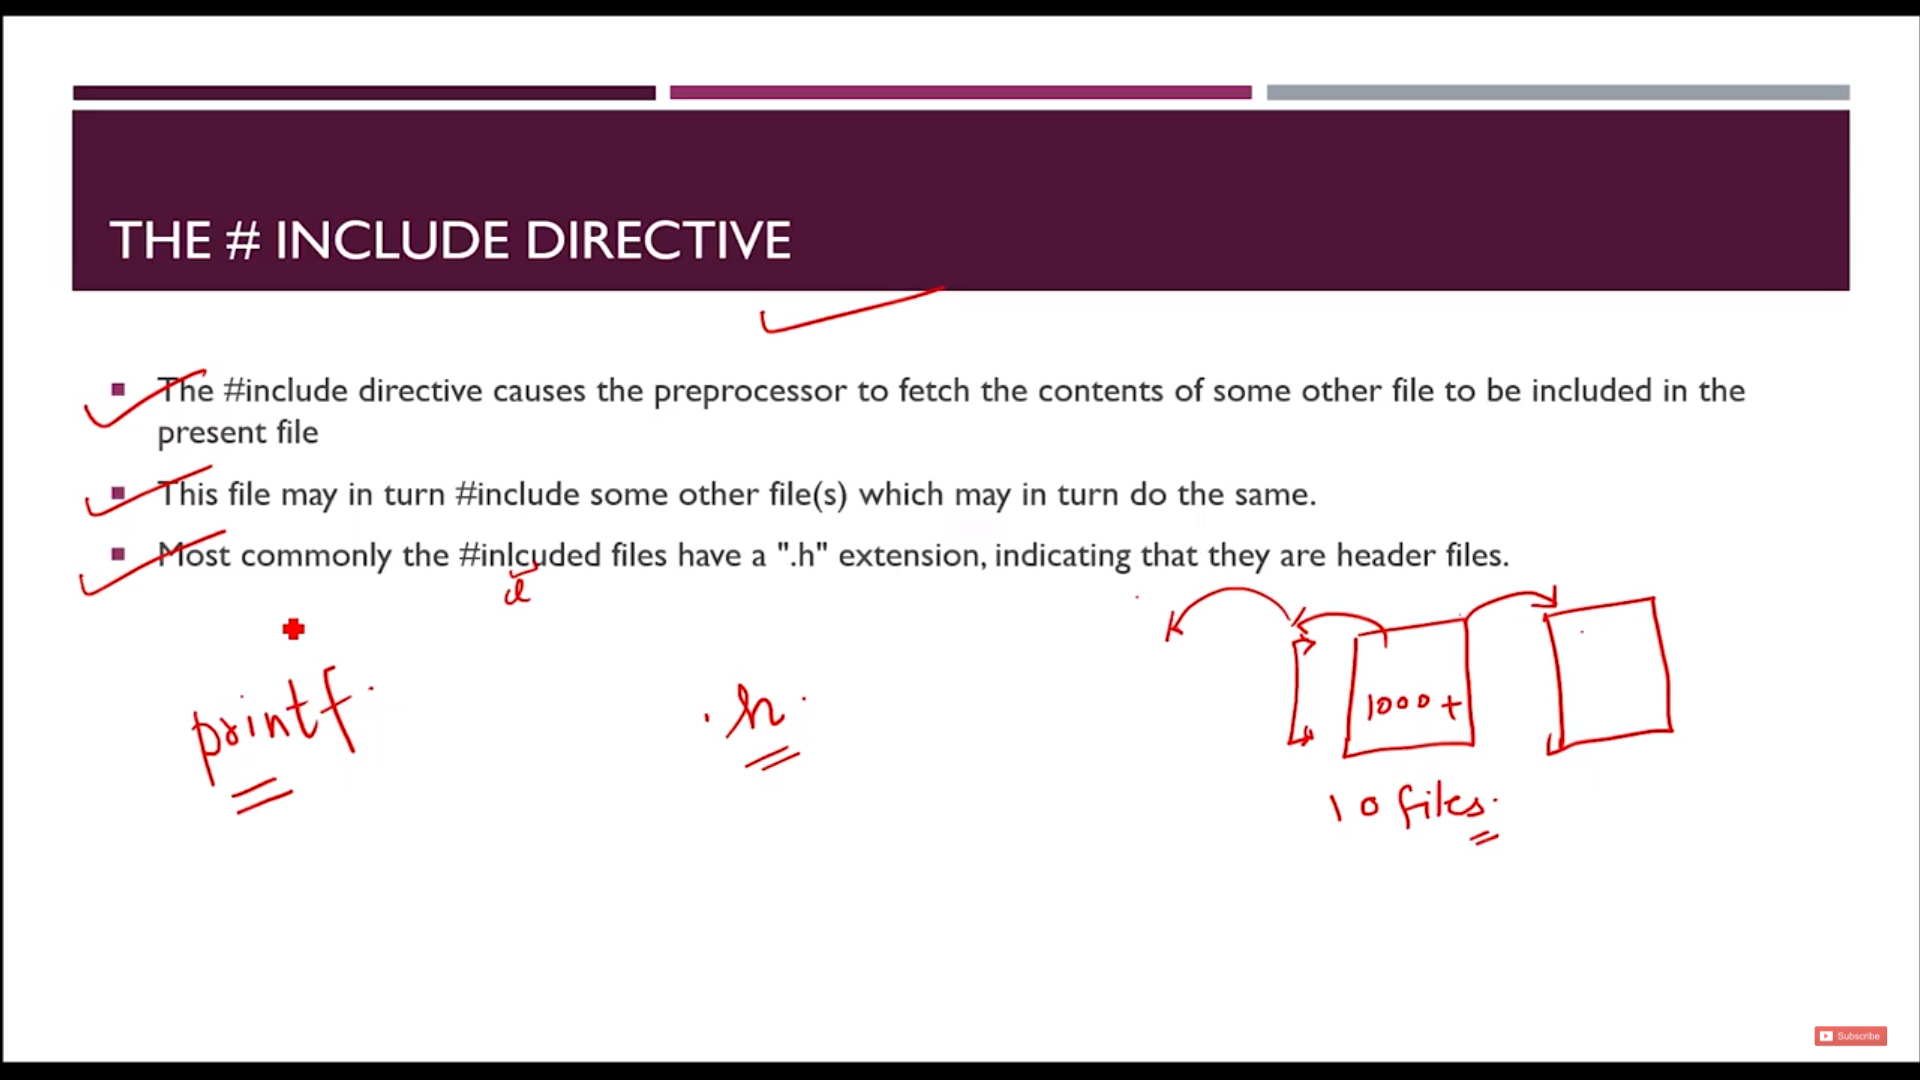 THE # INCLUDE DIRECTIVE
The #include directive causes the preprocessor to fetch the contents of some other file to be included in the
present file
This file may in turn #include some other file(s) which may in turn do the same.
Most commonly the #inlcuded files have a ".h" extension, indicating that they are header files.
cl
printf.
.h.
1000+
10 files.
Subscribe